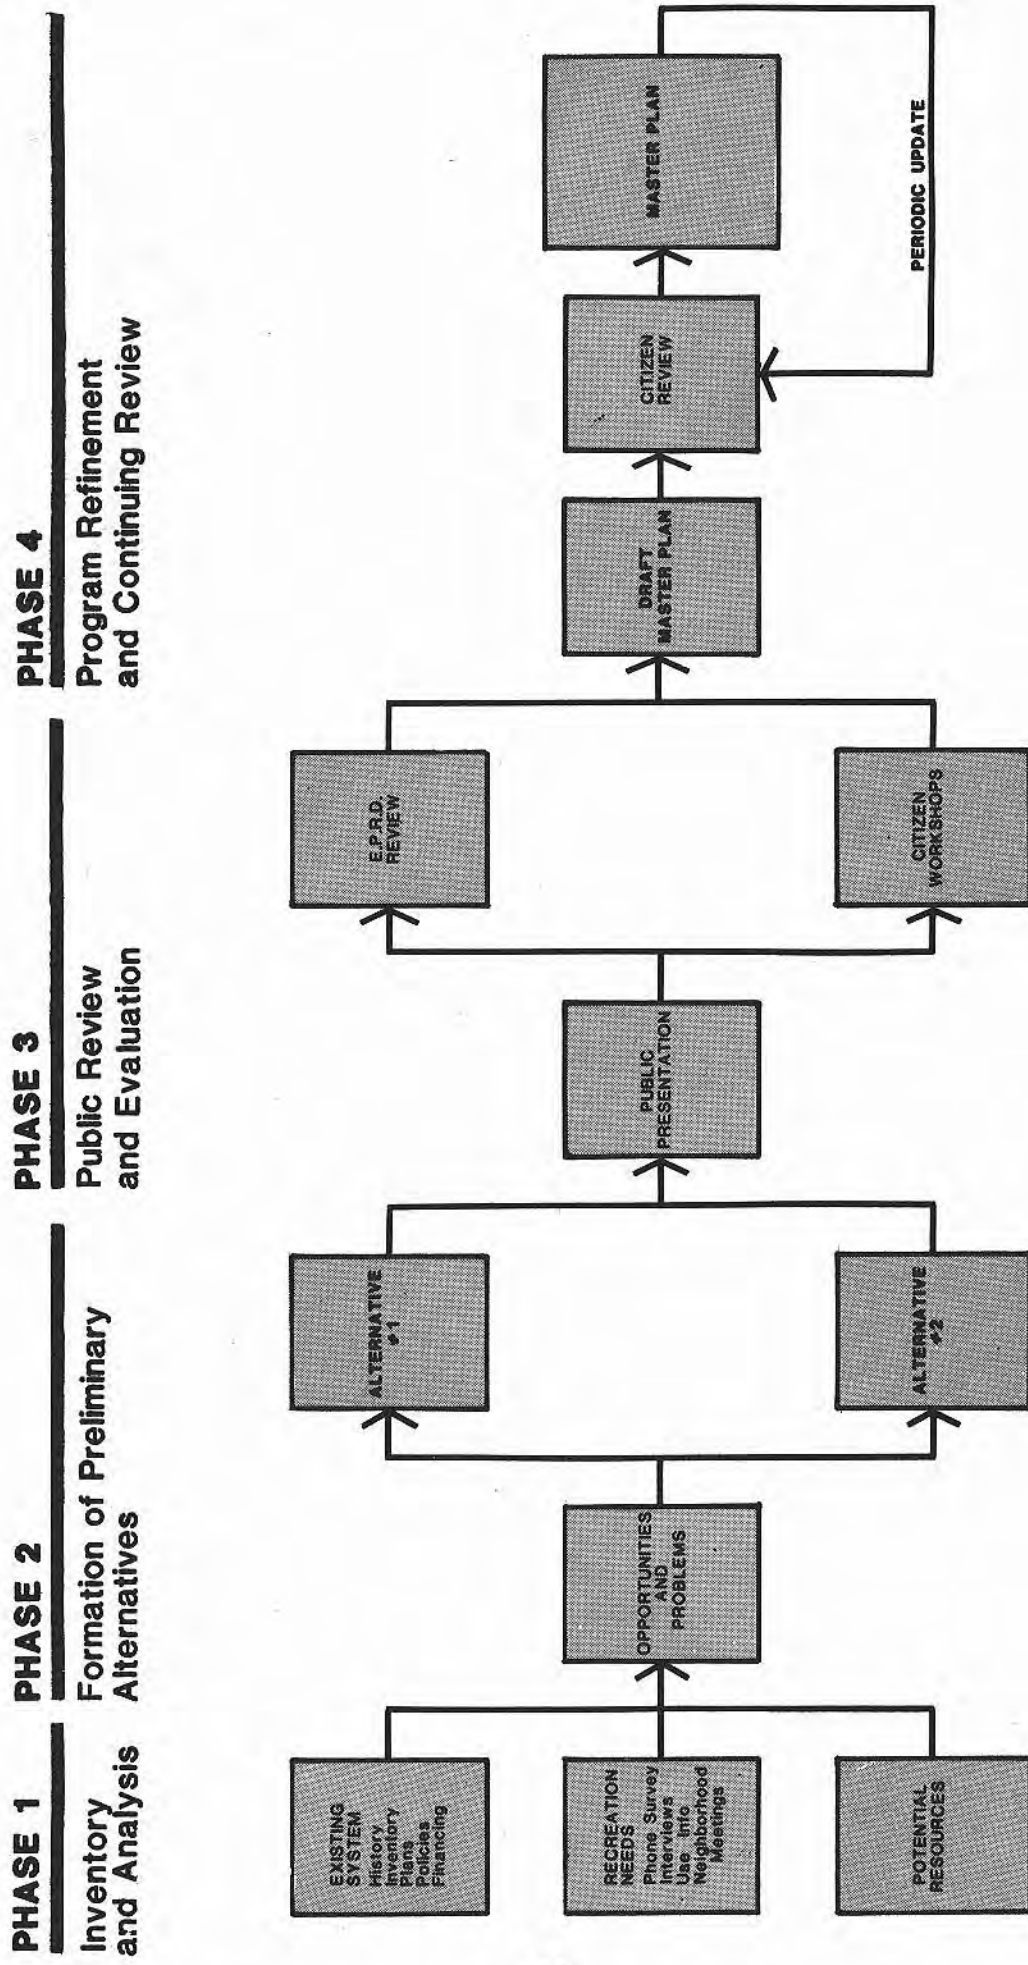 PHASE 1
Inventory
and Analysis
EXISTING
SYSTEM
History
Inventory
Plans
Policies
Financing
RECREATION
NEEDS
Phone Survey
Interviews
Use Info
Neighborhood
Meetings
POTENTIAL
RESOURCES
PHASE 2
Formation of Preliminary
Alternatives
OPPORTUNITIES
AND
PROBLEMS
ALTERNATIVE
#1
ALTERNATIVE
#2
PHASE 3
Public Review
and Evaluation
PUBLIC
PRESENTATION
E.P.R.D.
REVIEW
CITIZEN
WORKSHOPS
PHASE 4
Program Refinement
and Continuing Review
DRAFT
MASTER PLAN
CITIZEN
REVIEW
MASTER PLAN
PERIODIC UPDATE